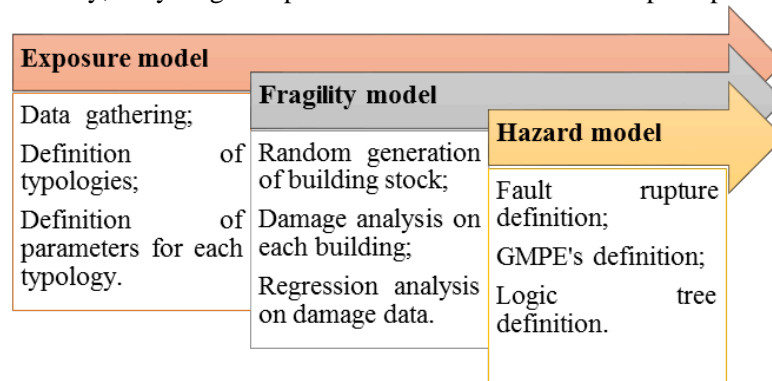 Exposure model
Data gathering;
Definition of
typologies;
Definition of
parameters for each
typology.
Fragility model
Random generation
of building stock;
Damage analysis on
each building;
Regression analysis
on damage data.
Hazard model
Fault rupture
definition;
GMPE's definition;
Logic tree
definition.